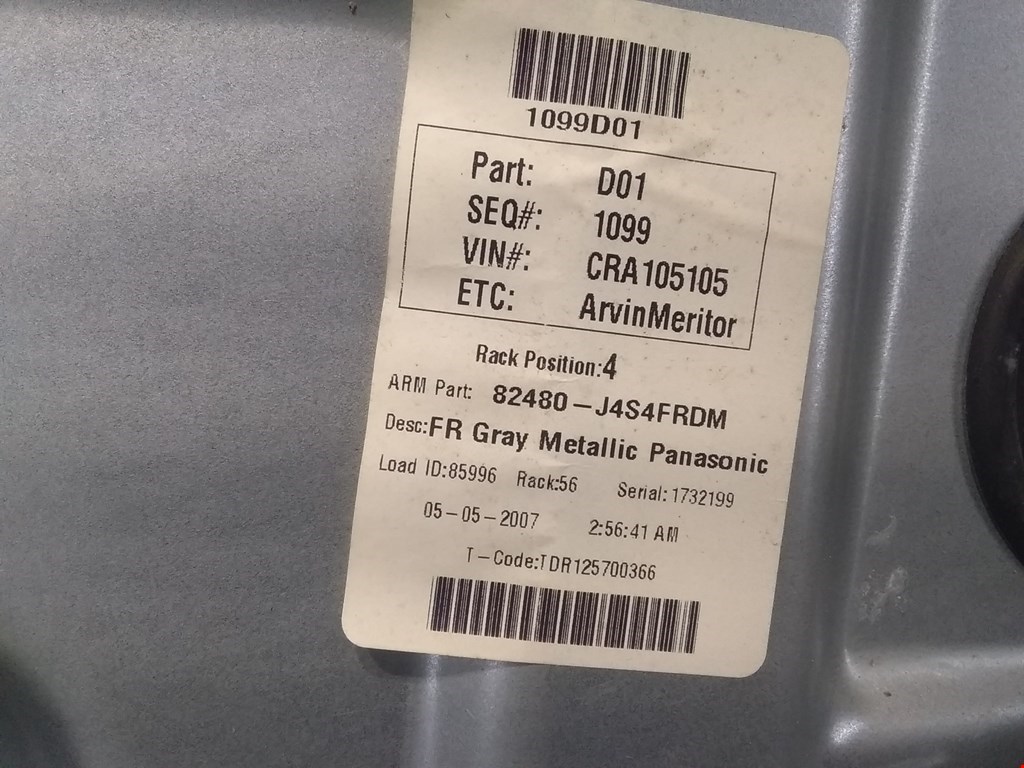 1099D01
Part: D01
SEQ#: 1099
VIN#: CRA105105
ETC: ArvinMeritor
Rack Position:4
ARM Part: 82480-J4S4FRDM
Desc:FR Gray Metallic Panasonic
Load ID:85996 Rack:56 Serial: 1732199
05-05-2007 2:56:41 AM
T-Code:TDR125700366